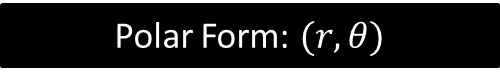 Polar Form: (r, θ)